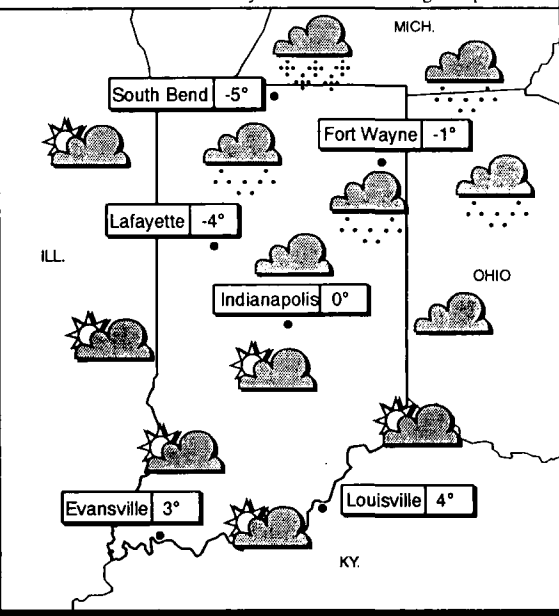 MICH.
South Bend -5°
Fort Wayne -1°
Lafayette -4°
ILL.
OHIO
Indianapolis 0°
Evansville 3°
Louisville 4°
KY.